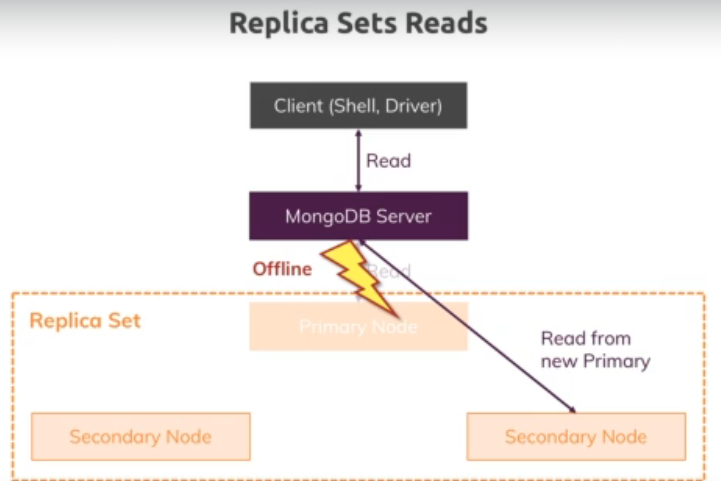 Replica Sets Reads
Client (Shell, Driver)
Read
MongoDB Server
Offline
Read
Replica Set
Primary Node
Read from
new Primary
Secondary Node
Secondary Node